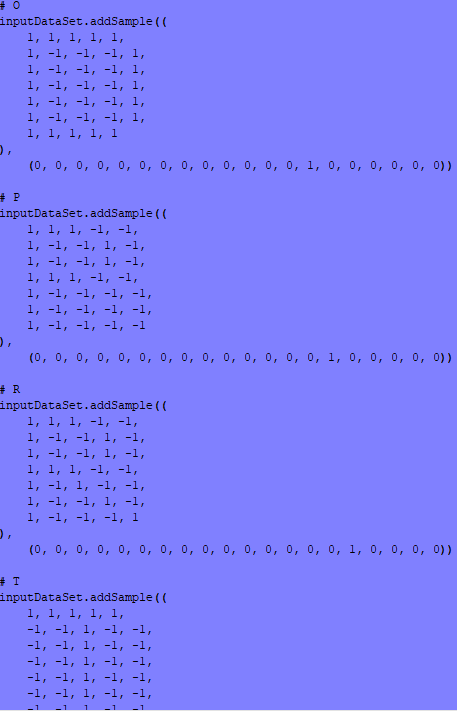 # O
inputDataSet.addSample((
1, 1, 1, 1, 1,
1, -1, -1, -1, 1,
1, -1, -1, -1, 1,
1, -1, -1, -1, 1,
1, -1, -1, -1, 1,
1, -1, -1, -1, 1,
1, 1, 1, 1, 1
),
(0, 0, 0, 0, 0, 0, 0, 0, 0, 0, 0, 0, 0, 1, 0, 0, 0, 0, 0, 0))
# P
inputDataSet.addSample((
1, 1, 1, -1, -1,
1, -1, -1, 1, -1,
1, -1, -1, 1, -1,
1, 1, 1, -1, -1,
1, -1, -1, -1, -1,
1, -1, -1, -1, -1,
1, -1, -1, -1, -1
),
(0, 0, 0, 0, 0, 0, 0, 0, 0, 0, 0, 0, 0, 0, 1, 0, 0, 0, 0, 0))
# R
inputDataSet.addSample((
1, 1, 1, -1, -1,
1, -1, -1, 1, -1,
1, -1, -1, 1, -1,
1, 1, 1, -1, -1,
1, -1, 1, -1, -1,
1, -1, -1, 1, -1,
1, -1, -1, -1, 1
),
(0, 0, 0, 0, 0, 0, 0, 0, 0, 0, 0, 0, 0, 0, 0, 1, 0, 0, 0, 0))
# T
inputDataSet.addSample((
1, 1, 1, 1, 1,
-1, -1, 1, -1, -1,
-1, -1, 1, -1, -1,
-1, -1, 1, -1, -1,
-1, -1, 1, -1, -1,
-1, -1, 1, -1, -1,